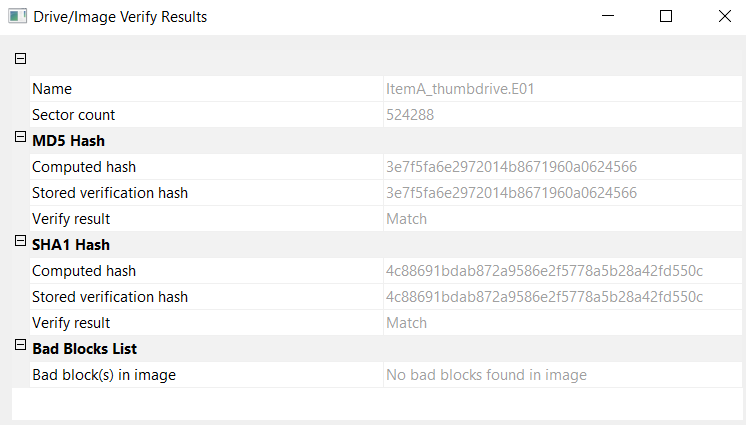 Drive/Image Verify Results
Name ItemA_thumbdrive.E01
Sector count 524288
MD5 Hash
Computed hash 3e7f5fa6e2972014b8671960a0624566
Stored verification hash 3e7f5fa6e2972014b8671960a0624566
Verify result Match
SHA1 Hash
Computed hash 4c88691bdab872a9586e2f5778a5b28a42fd550c
Stored verification hash 4c88691bdab872a9586e2f5778a5b28a42fd550c
Verify result Match
Bad Blocks List
Bad block(s) in image No bad blocks found in image